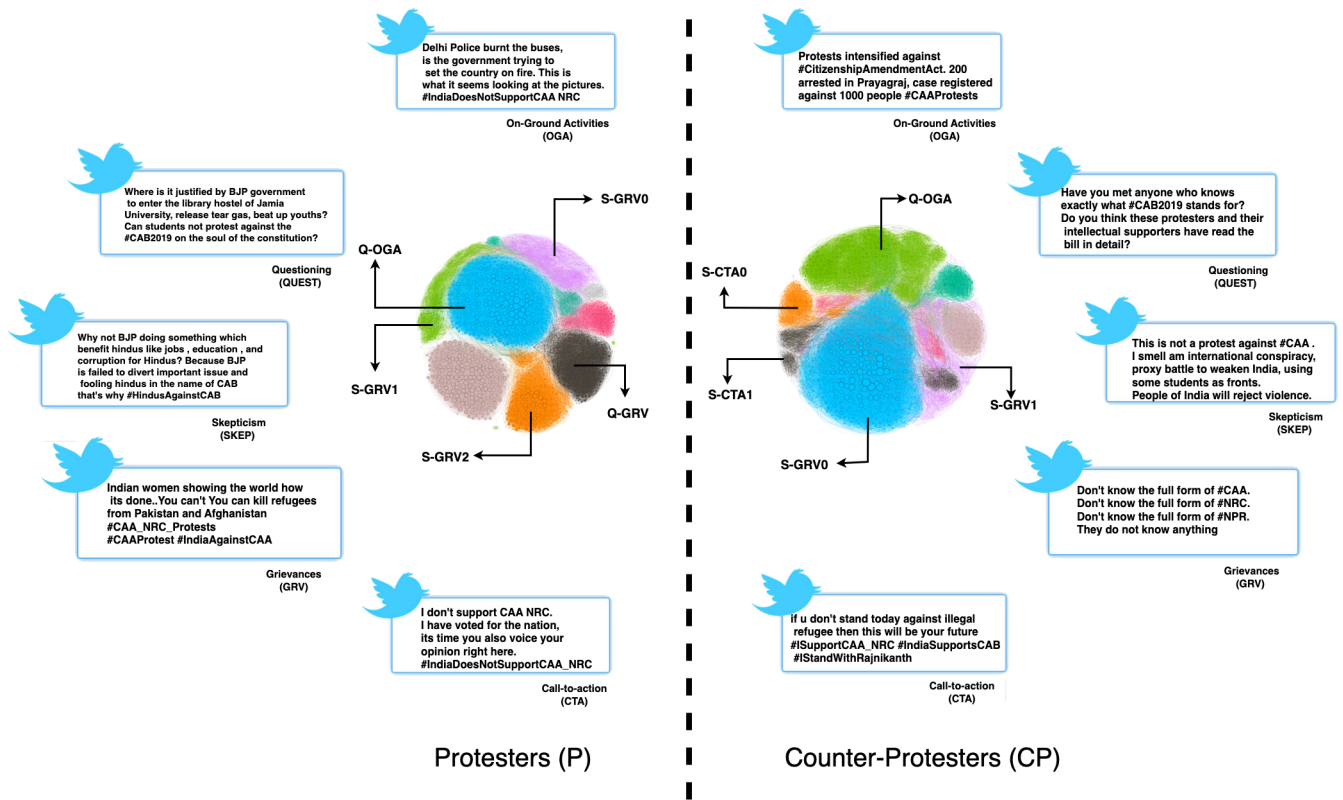 Delhi Police burnt the buses,
is the government trying to
set the country on fire. This is
what it seems looking at the pictures.
#IndiaDoesNotSupportCAA NRC
On-Ground Activities
(OGA)
Where is it justified by BJP government
to enter the library hostel of Jamia
University, release tear gas, beat up youths?
Can students not protest against the
#CAB2019 on the soul of the constitution?
Questioning
(QUEST)
Why not BJP doing something which
benefit hindus like jobs , education , and
corruption for Hindus? Because BJP
is failed to divert important issue and
fooling hindus in the name of CAB
that's why #HindusAgainstCAB
Skepticism
(SKEP)
Indian women showing the world how
its done..You can't You can kill refugees
from Pakistan and Afghanistan
#CAA_NRC_Protests
#CAAProtest #IndiaAgainstCAA
Grievances
(GRV)
I don't support CAA NRC.
I have voted for the nation,
its time you also voice your
opinion right here.
#IndiaDoesNotSupportCAA_NRC
Call-to-action
(CTA)
S-GRV0
Q-OGA
S-GRV1
Q-GRV
S-GRV2
Protesters (P)
Protests intensified against
#CitizenshipAmendmentAct. 200
arrested in Prayagraj, case registered
against 1000 people #CAAProtests
On-Ground Activities
(OGA)
Have you met anyone who knows
exactly what #CAB2019 stands for?
Do you think these protesters and their
intellectual supporters have read the
bill in detail?
Questioning
(QUEST)
This is not a protest against #CAA .
I smell am international conspiracy,
proxy battle to weaken India, using
some students as fronts.
People of India will reject violence.
Skepticism
(SKEP)
Don't know the full form of #CAA.
Don't know the full form of #NRC.
Don't know the full form of #NPR.
They do not know anything
Grievances
(GRV)
if u don't stand today against illegal
refugee then this will be your future
#ISupportCAA_NRC #IndiaSupportsCAB
#IStandWithRajnikanth
Call-to-action
(CTA)
Q-OGA
S-CTA0
S-CTA1
S-GRV1
S-GRV0
Counter-Protesters (CP)